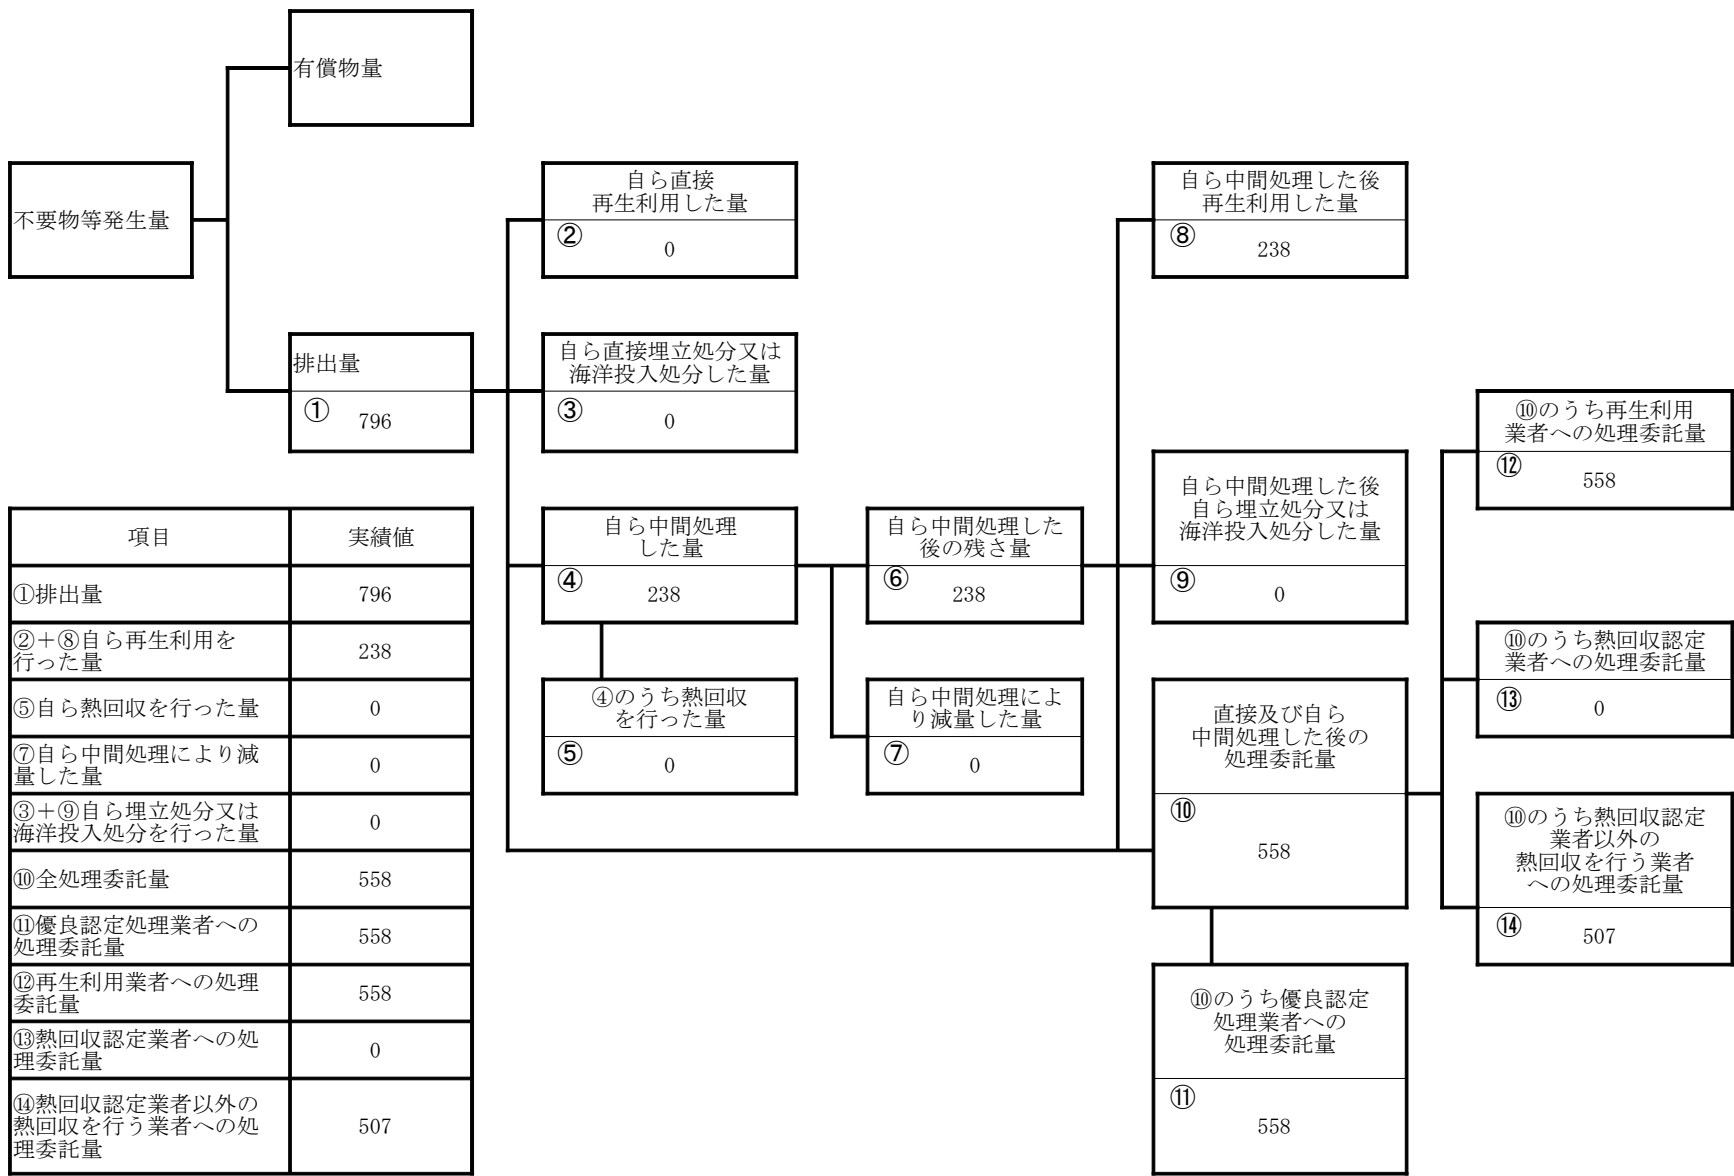 有償物量
不要物等発生量
自ら直接
再生利用した量
②
0
自ら中間処理した後
再生利用した量
⑧
238
排出量
①
796
自ら直接埋立処分又は
海洋投入処分した量
③
0
⑩のうち再生利用
業者への処理委託量
⑫
558
自ら中間処理
した量
④
238
自ら中間処理した
後の残さ量
⑥
238
自ら中間処理した後
自ら埋立処分又は
海洋投入処分した量
⑨
0
⑩のうち熱回収認定
業者への処理委託量
⑬
0
④のうち熱回収
を行った量
⑤
0
自ら中間処理によ
り減量した量
⑦
0
直接及び自ら
中間処理した後の
処理委託量
⑩
558
⑩のうち熱回収認定
業者以外の
熱回収を行う業者
への処理委託量
⑭
507
⑩のうち優良認定
処理業者への
処理委託量
⑪
558
項目
実績値
①排出量
796
②＋⑧自ら再生利用を
行った量
238
⑤自ら熱回収を行った量
0
⑦自ら中間処理により減
量した量
0
③＋⑨自ら埋立処分又は
海洋投入処分を行った量
0
⑩全処理委託量
558
⑪優良認定処理業者への
処理委託量
558
⑫再生利用業者への処理
委託量
558
⑬熱回収認定業者への処
理委託量
0
⑭熱回収認定業者以外の
熱回収を行う業者への処
理委託量
507